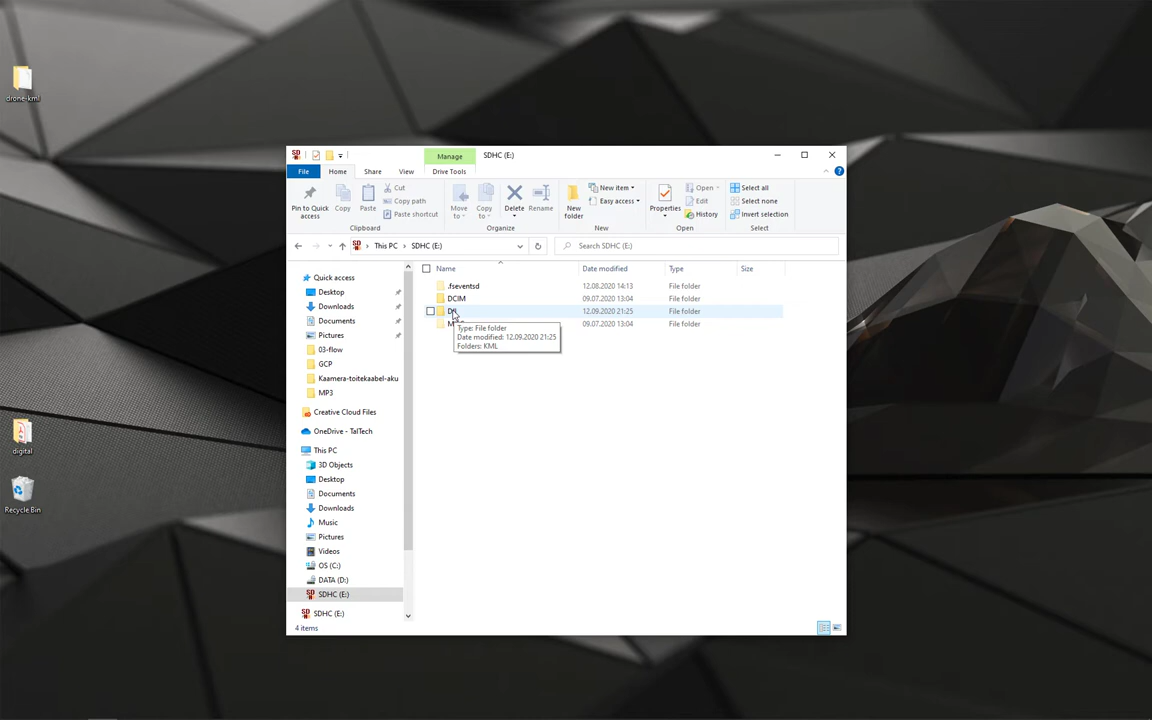 drone-kml
digital
Recycle Bin
SDHC (E:)
Manage
File
Home
Share
View
Drive Tools
Pin to Quick access
Copy
Paste
Cut
Copy path
Paste shortcut
Clipboard
Move to
Copy to
Delete
Rename
Organize
New folder
New item
Easy access
New
Properties
Open
Edit
History
Open
Select all
Select none
Invert selection
Select
This PC > SDHC (E:)
Search SDHC (E:)
Name
Date modified
Type
Size
.fseventsd 12.08.2020 14:13 File folder
DCIM 09.07.2020 13:04 File folder
12.09.2020 21:25 File folder
09.07.2020 13:04 File folder
Type: File folder
Date modified: 12.09.2020 21:25
Folders: KML
Quick access
Desktop
Downloads
Documents
Pictures
03-flow
GCP
Kaamera-toitekaabel-aku
MP3
Creative Cloud Files
OneDrive - TalTech
This PC
3D Objects
Desktop
Documents
Downloads
Music
Pictures
Videos
OS (C:)
DATA (D:)
SDHC (E:)
SDHC (E:)
4 items